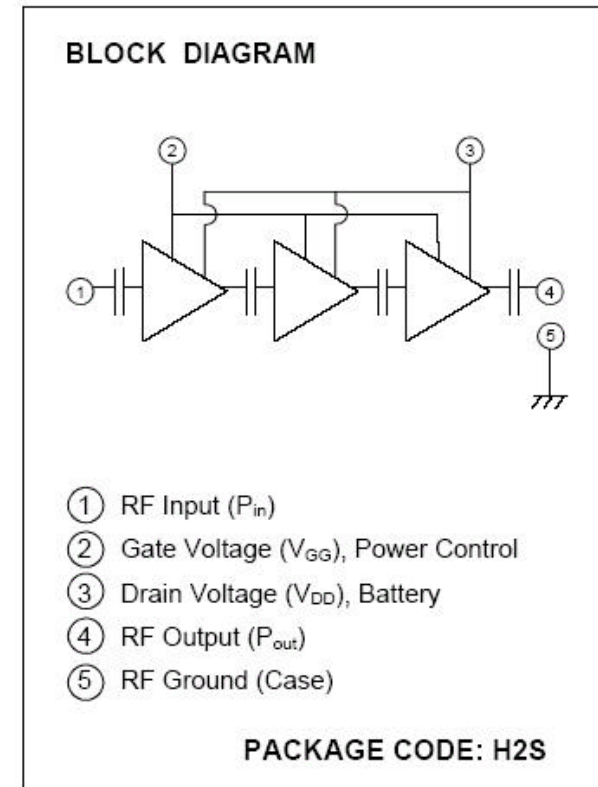 BLOCK DIAGRAM
2
3
1
4
5
1 RF Input (Pin)
2 Gate Voltage (VGG), Power Control
3 Drain Voltage (VDD), Battery
4 RF Output (Pout)
5 RF Ground (Case)
PACKAGE CODE: H2S